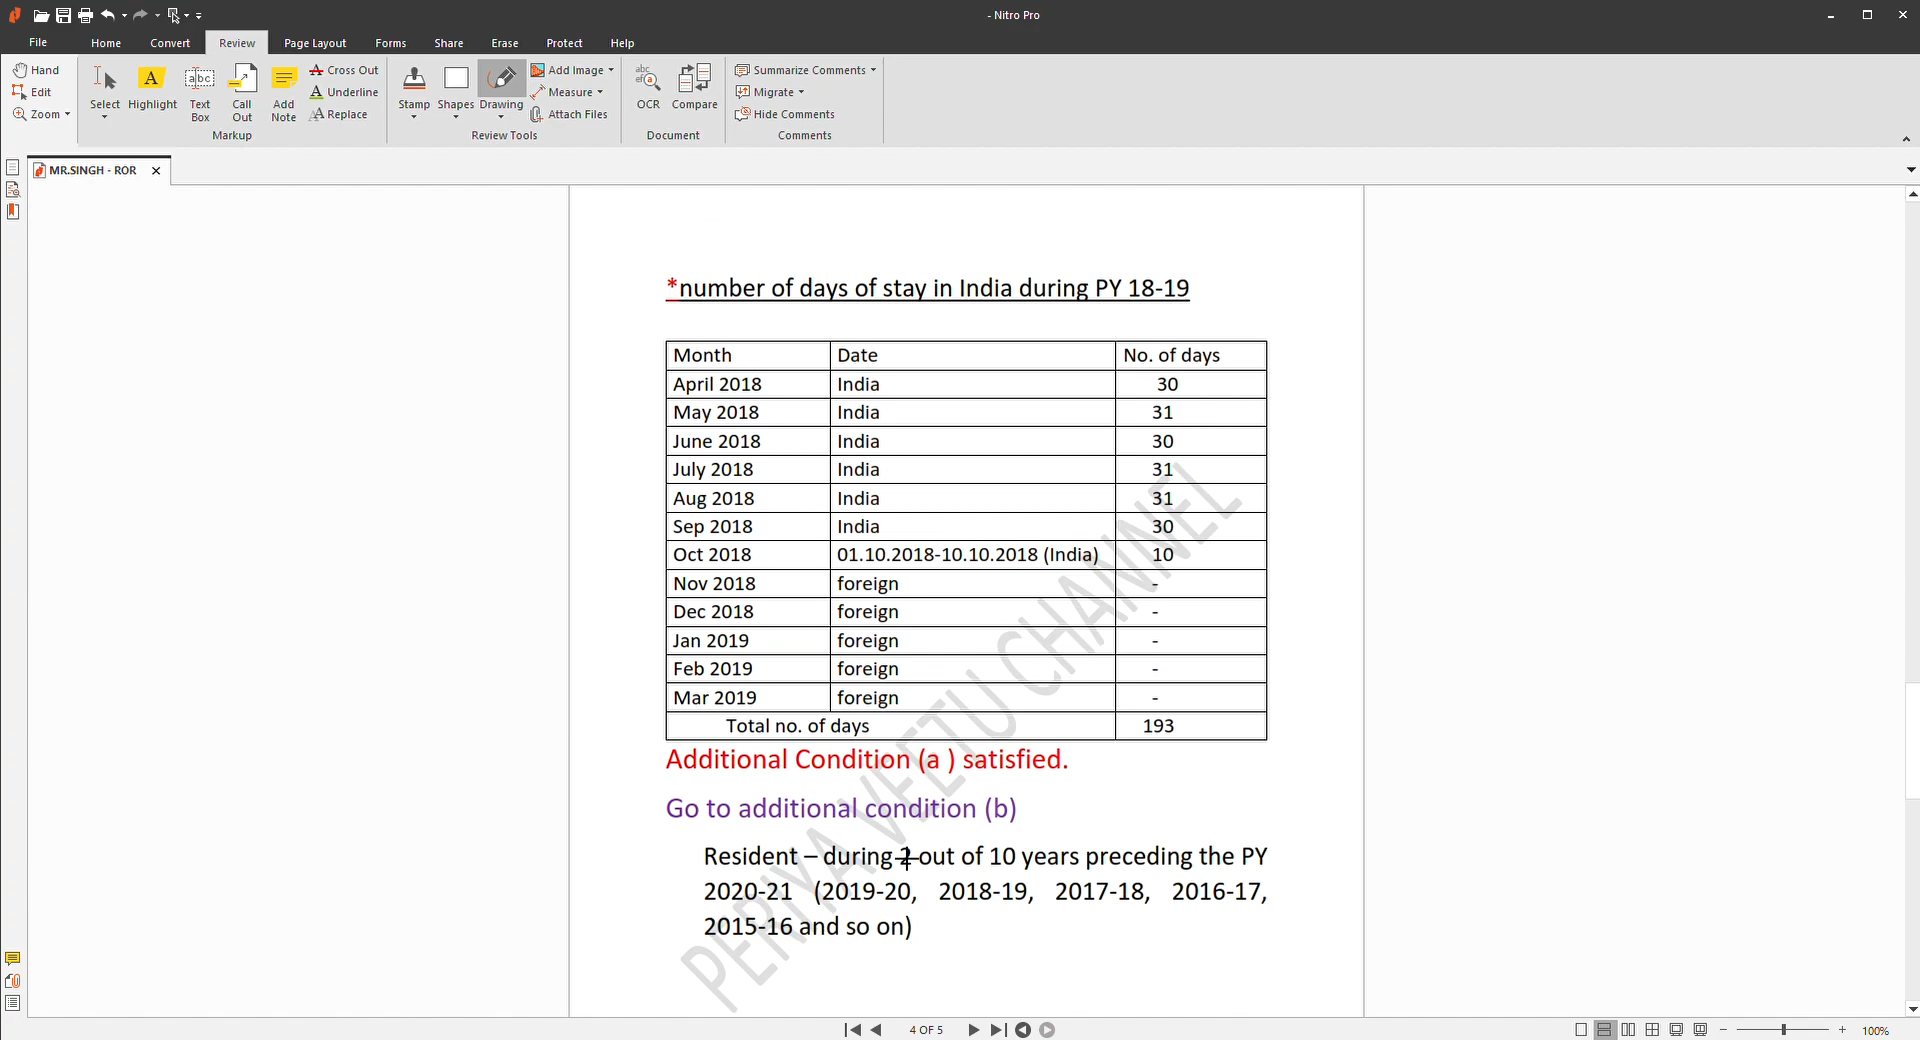 - Nitro Pro
File Home Convert Review Page Layout Forms Share Erase Protect Help
Hand
Edit
Zoom
Select
Highlight
Text Box
Call Out
Add Note
Cross Out
Underline
Replace
Markup
Stamp
Shapes
Drawing
Add Image
Measure
Attach Files
Review Tools
OCR
Compare
Document
Summarize Comments
Migrate
Hide Comments
Comments
MR.SINGH - ROR
*number of days of stay in India during PY 18-19
Month Date No. of days
April 2018 India 30
May 2018 India 31
June 2018 India 30
July 2018 India 31
Aug 2018 India 31
Sep 2018 India 30
Oct 2018 01.10.2018-10.10.2018 (India) 10
Nov 2018 foreign -
Dec 2018 foreign -
Jan 2019 foreign -
Feb 2019 foreign -
Mar 2019 foreign -
Total no. of days 193
Additional Condition (a ) satisfied.
Go to additional condition (b)
Resident – during 2 out of 10 years preceding the PY
2020-21 (2019-20, 2018-19, 2017-18, 2016-17,
2015-16 and so on)
PERIYA VEETU CHANNEL
4 OF 5
100%